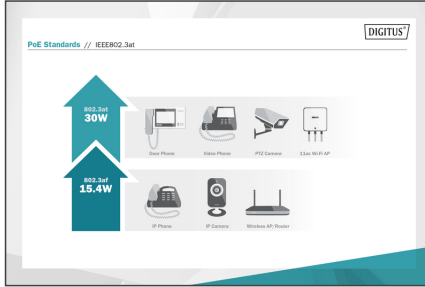 DIGITUS®
PoE Standards // IEEE802.3at
802.3at
30W
Door Phone Video Phone PTZ Camera 11ac Wi-Fi AP
802.3af
15.4W
IP Phone IP Camera Wireless AP/Router